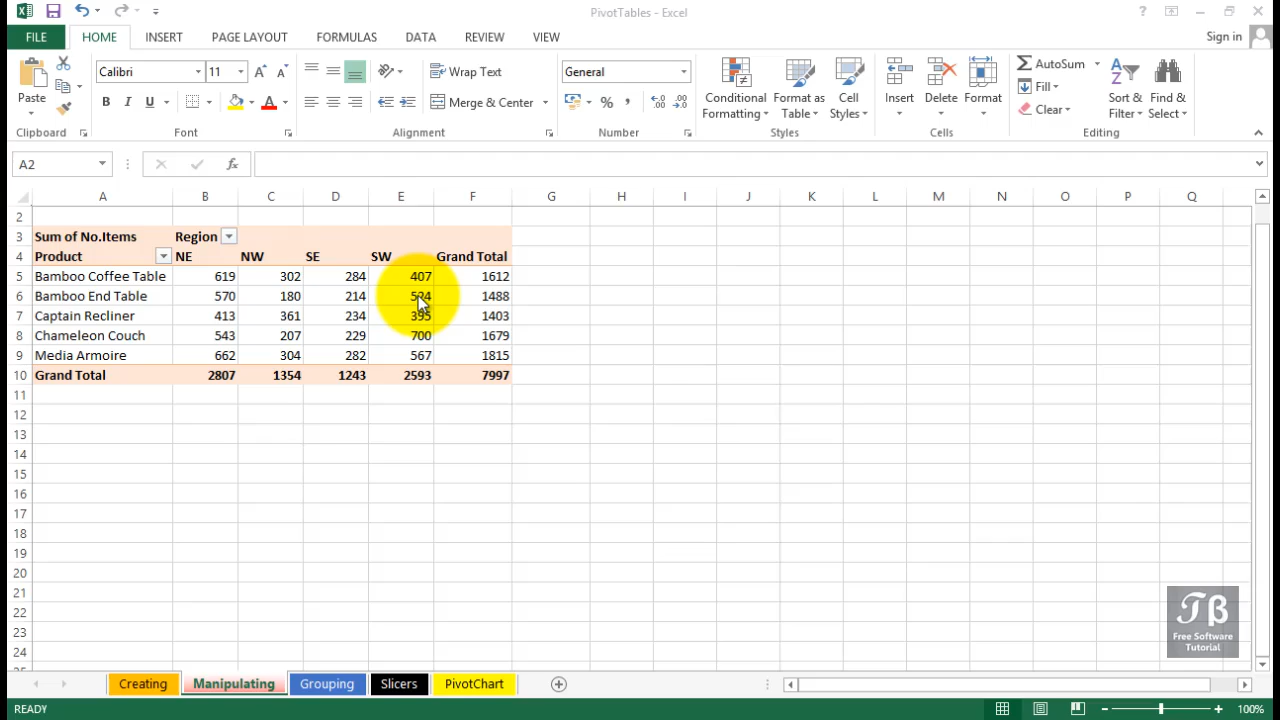 PivotTables - Excel
Sign in
FILE HOME INSERT PAGE LAYOUT FORMULAS DATA REVIEW VIEW
Paste
Clipboard
Calibri 11
B I U A
Font
Wrap Text
Merge & Center
Alignment
General
%
Number
Conditional Formatting
Format as Table
Cell Styles
Styles
Insert
Delete
Format
Cells
AutoSum
Fill
Clear
Sort & Filter
Find & Select
Editing
A2 fx
A B C D E F G H I J K L M N O P Q
2
3 Sum of No.Items Region
4 Product NE NW SE SW Grand Total
5 Bamboo Coffee Table 619 302 284 407 1612
6 Bamboo End Table 570 180 214 524 1488
7 Captain Recliner 413 361 234 395 1403
8 Chameleon Couch 543 207 229 700 1679
9 Media Armoire 662 304 282 567 1815
10 Grand Total 2807 1354 1243 2593 7997
11
12
13
14
15
16
17
18
19
20
21
22
23
24
Tβ
Free Software
Tutorial
Creating Manipulating Grouping Slicers PivotChart
READY 100%